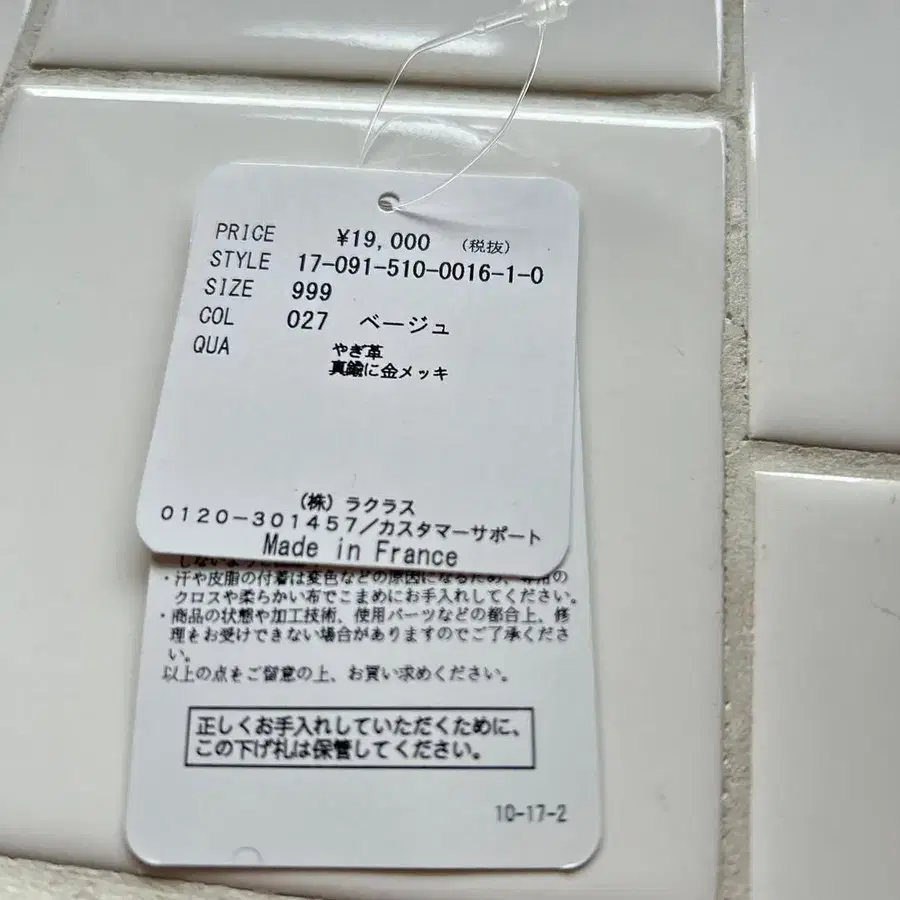 PRICE ¥19,000 (税抜)
STYLE 17-091-510-0016-1-0
SIZE 999
COL 027 ベージュ
QUA やぎ革
真鍮に金メッキ
(株)ラクラス
0120-301457/カスタマーサポート
Made in France
しないように
・汗や皮脂の付着は変色などの原因になるため、専用の
クロスや柔らかい布でこまめにお手入れしてください。
・商品の状態や加工技術、使用パーツなどの都合上、修
理をお受けできない場合がありますのでご了承くださ
い。
以上の点をご留意の上、お買い求めください。
正しくお手入れしていただくために、
この下げ札は保管してください。
10-17-2